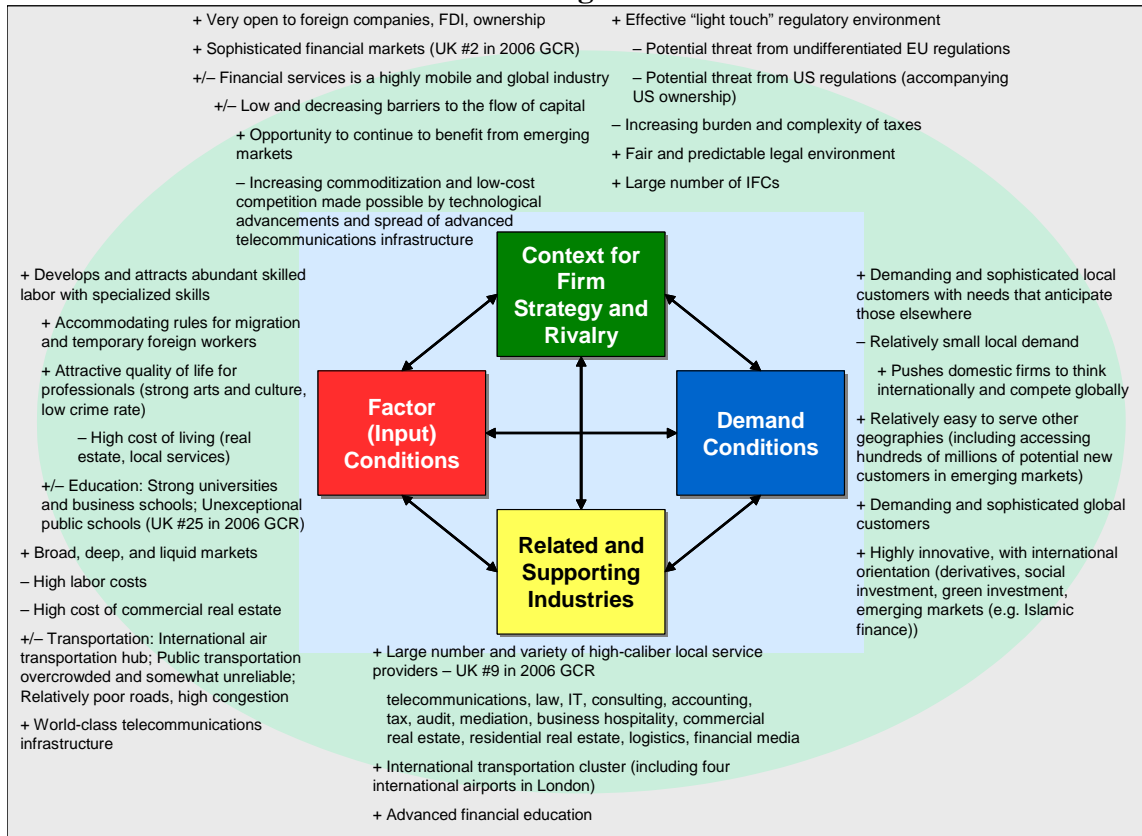 + Very open to foreign companies, FDI, ownership
+ Sophisticated financial markets (UK #2 in 2006 GCR)
+/– Financial services is a highly mobile and global industry
+/– Low and decreasing barriers to the flow of capital
+ Opportunity to continue to benefit from emerging
markets
– Increasing commoditization and low-cost
competition made possible by technological
advancements and spread of advanced
telecommunications infrastructure
+ Effective “light touch” regulatory environment
– Potential threat from undifferentiated EU regulations
– Potential threat from US regulations (accompanying
US ownership)
– Increasing burden and complexity of taxes
+ Fair and predictable legal environment
+ Large number of IFCs
Context for
Firm
Strategy and
Rivalry
+ Develops and attracts abundant skilled
labor with specialized skills
+ Accommodating rules for migration
and temporary foreign workers
+ Attractive quality of life for
professionals (strong arts and culture,
low crime rate)
– High cost of living (real
estate, local services)
+/– Education: Strong universities
and business schools; Unexceptional
public schools (UK #25 in 2006 GCR)
+ Broad, deep, and liquid markets
– High labor costs
– High cost of commercial real estate
+/– Transportation: International air
transportation hub; Public transportation
overcrowded and somewhat unreliable;
Relatively poor roads, high congestion
+ World-class telecommunications
infrastructure
Factor
(Input)
Conditions
Demand
Conditions
+ Demanding and sophisticated local
customers with needs that anticipate
those elsewhere
– Relatively small local demand
+ Pushes domestic firms to think
internationally and compete globally
+ Relatively easy to serve other
geographies (including accessing
hundreds of millions of potential new
customers in emerging markets)
+ Demanding and sophisticated global
customers
+ Highly innovative, with international
orientation (derivatives, social
investment, green investment,
emerging markets (e.g. Islamic
finance))
Related and
Supporting
Industries
+ Large number and variety of high-caliber local service
providers – UK #9 in 2006 GCR
telecommunications, law, IT, consulting, accounting,
tax, audit, mediation, business hospitality, commercial
real estate, residential real estate, logistics, financial media
+ International transportation cluster (including four
international airports in London)
+ Advanced financial education